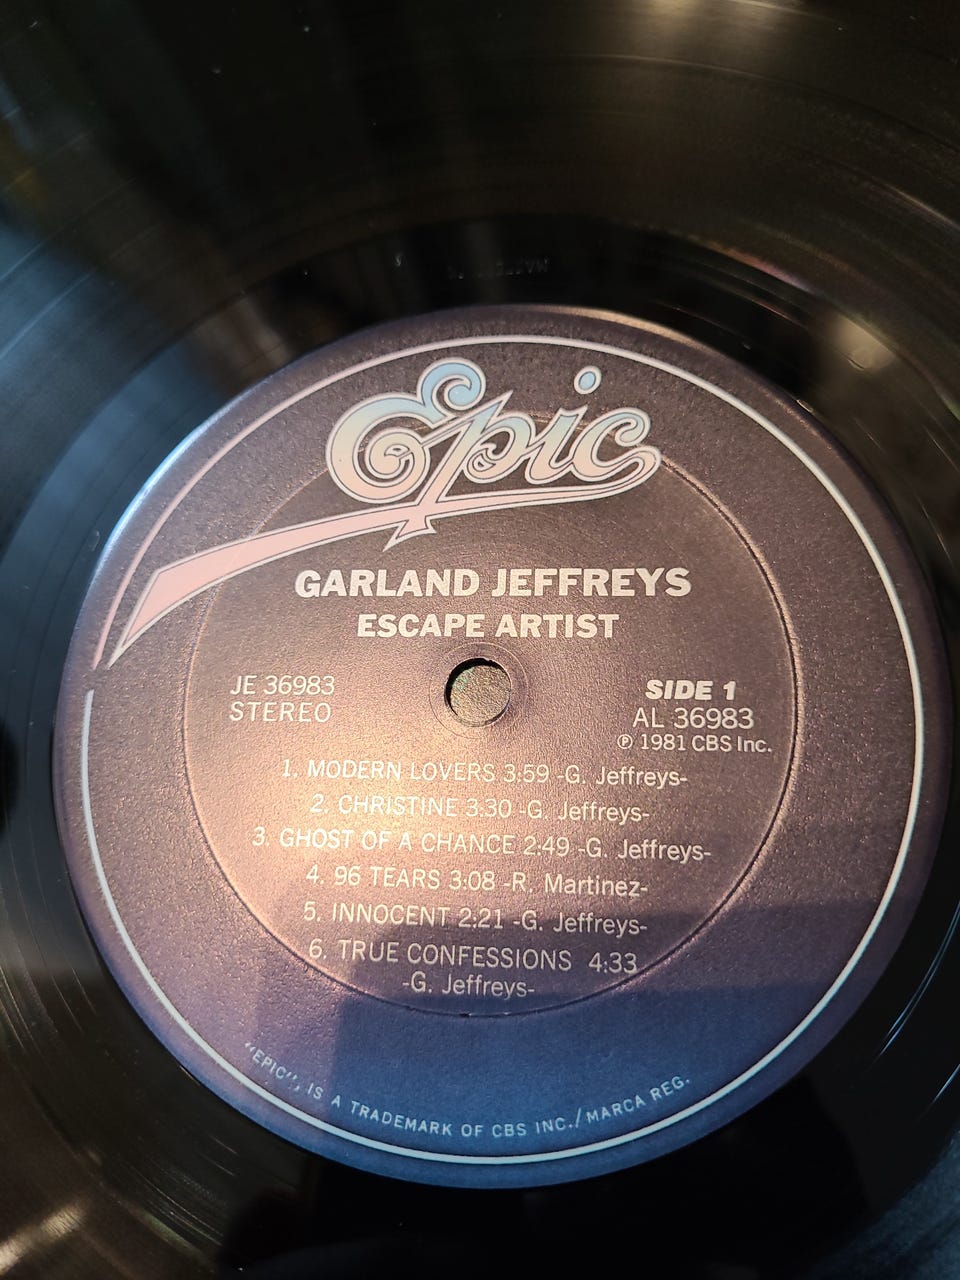 Epic
GARLAND JEFFREYS
ESCAPE ARTIST
JE 36983
STEREO
SIDE 1
AL 36983
℗ 1981 CBS Inc.
1. MODERN LOVERS 3:59 -G. Jeffreys-
2. CHRISTINE 3:30 -G. Jeffreys-
3. GHOST OF A CHANCE 2:49 -G. Jeffreys-
4. 96 TEARS 3:08 -R. Martinez-
5. INNOCENT 2:21 -G. Jeffreys-
6. TRUE CONFESSIONS 4:33
-G. Jeffreys-
"EPIC", IS A TRADEMARK OF CBS INC./MARCA REG.